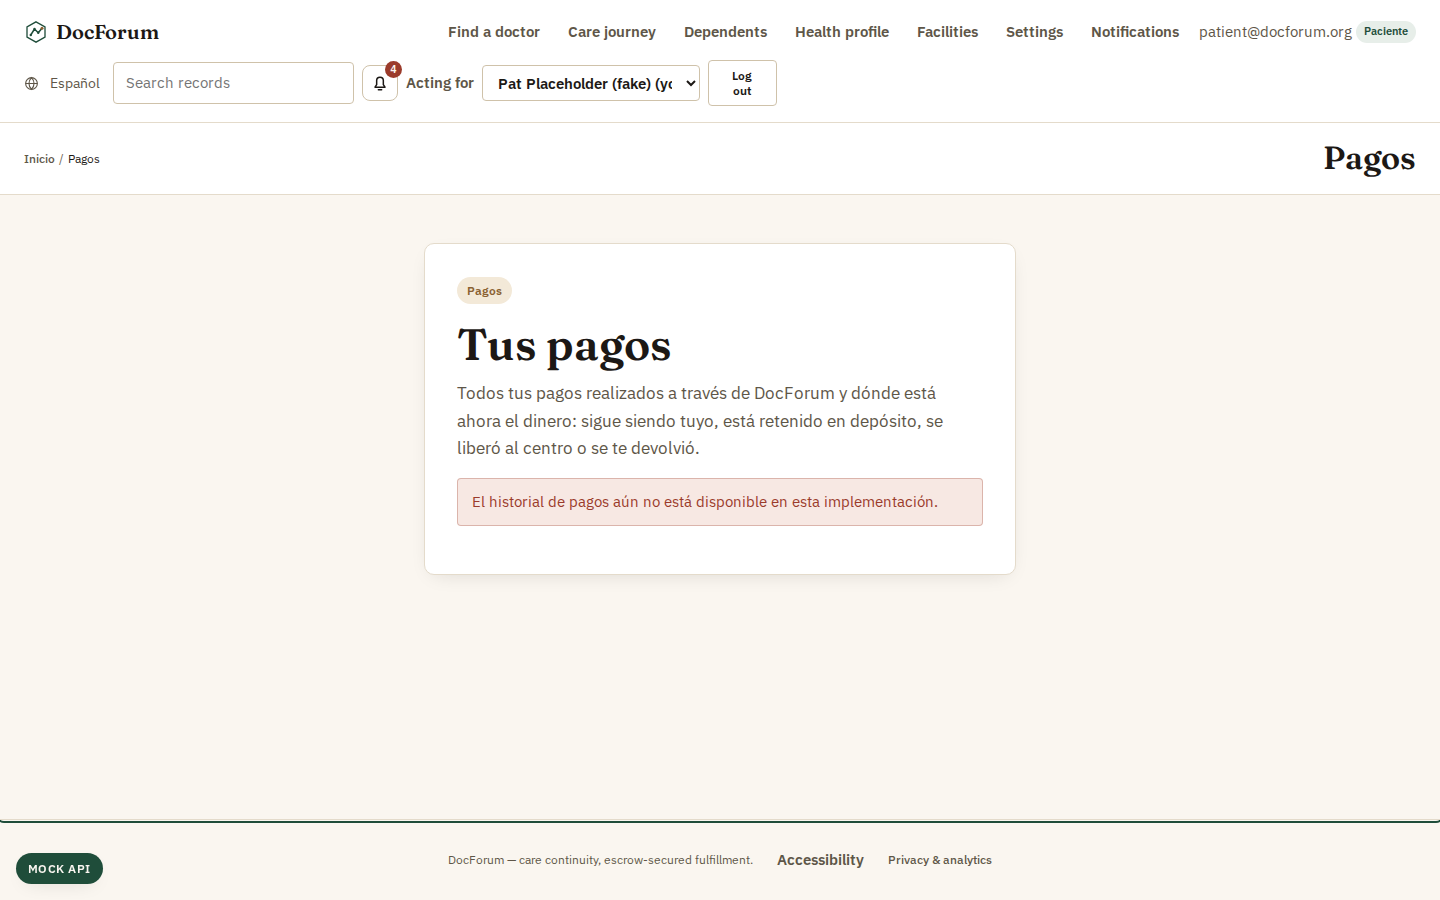 DocForum
Find a doctor
Care journey
Dependents
Health profile
Facilities
Settings
Notifications
patient@docforum.org
Paciente
Español
Search records
4
Acting for
Pat Placeholder (fake) (yo
Log
out
Inicio / Pagos
Pagos
Pagos
Tus pagos
Todos tus pagos realizados a través de DocForum y dónde está
ahora el dinero: sigue siendo tuyo, está retenido en depósito, se
liberó al centro o se te devolvió.
El historial de pagos aún no está disponible en esta implementación.
DocForum — care continuity, escrow-secured fulfillment.
Accessibility
Privacy & analytics
MOCK API